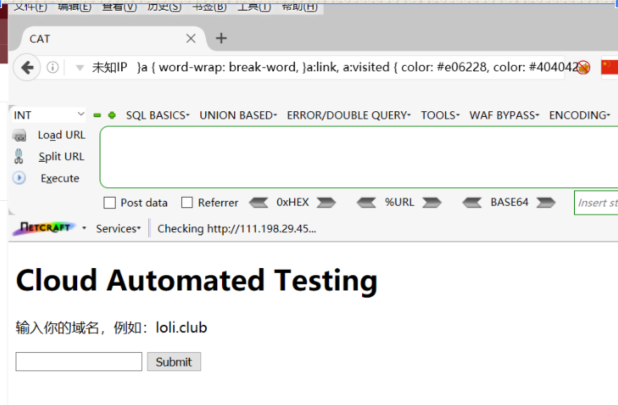 文件(F) 编辑(E) 查看(V) 历史(S) 书签(B) 工具(T) 帮助(H)
CAT
未知IP }a { word-wrap: break-word, }a:link, a:visited { color: #e06228, color: #404042
INT SQL BASICS UNION BASED ERROR/DOUBLE QUERY TOOLS WAF BYPASS ENCODING
Load URL
Split URL
Execute
Post data Referrer 0xHEX %URL BASE64 Insert st
NETCRAFT Services Checking http://111.198.29.45...
Cloud Automated Testing
输入你的域名，例如：loli.club
Submit